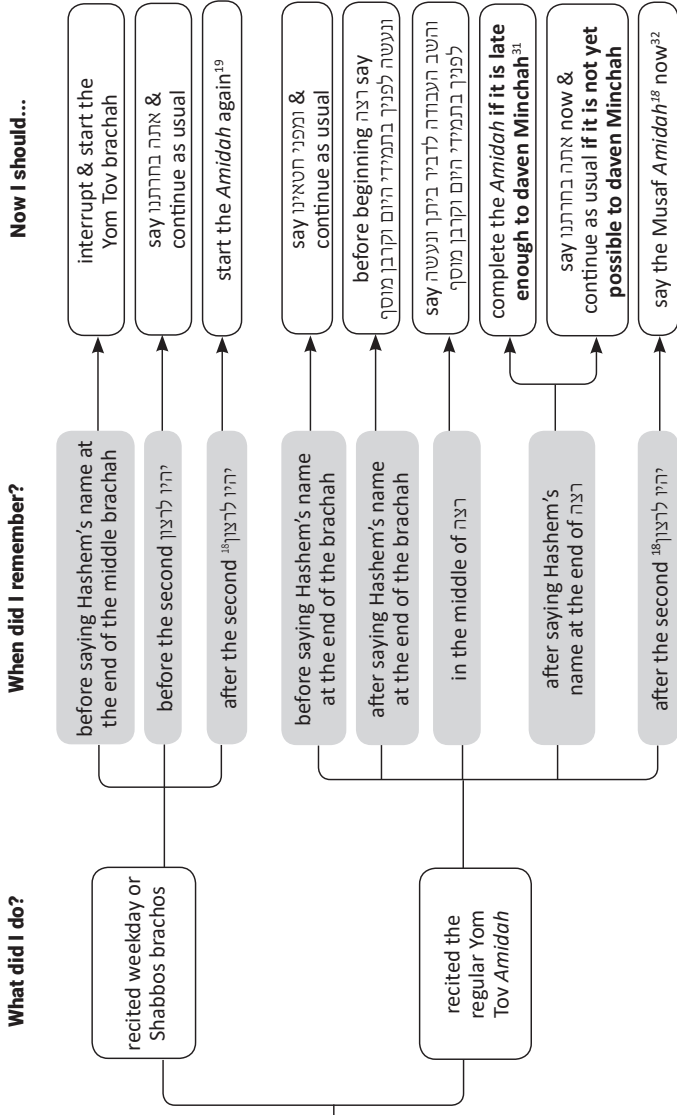 What did I do?
When did I remember?
Now I should...
recited weekday or
Shabbos brachos
before saying Hashem's name at
the end of the middle brachah
interrupt & start the
Yom Tov brachah
before the second יהיו לרצון
say אתה בחרתנו &
continue as usual
after the second יהיו לרצון18
start the Amidah again19
recited the
regular Yom
Tov Amidah
before saying Hashem's name
at the end of the brachah
say ומפני חטאינו &
continue as usual
after saying Hashem's name
at the end of the brachah
before beginning רצה say
ונעשה לפניך בתמידי היום וקרבן מוסף
in the middle of רצה
say והשב העבודה לדביר ביתך ונעשה
לפניך בתמידי היום וקרבן מוסף
after saying Hashem's
name at the end of רצה
complete the Amidah if it is late
enough to daven Minchah31
say אתה בחרתנו now &
continue as usual if it is not yet
possible to daven Minchah
after the second יהיו לרצון18
say the Musaf Amidah18 now32